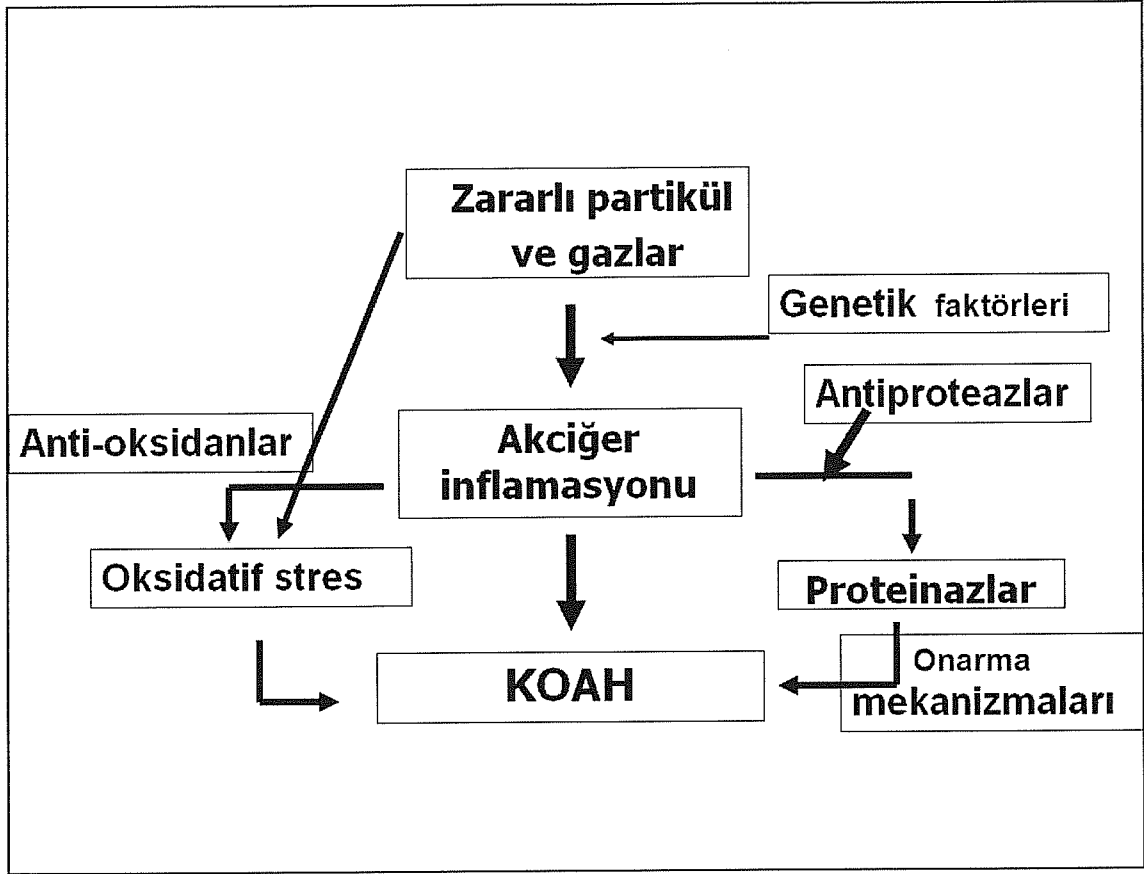 Zararlı partikül
ve gazlar
Genetik faktörleri
Antiproteazlar
Anti-oksidanlar
Akciğer
inflamasyonu
Oksidatif stres
Proteinazlar
KOAH
Onarma
mekanizmaları